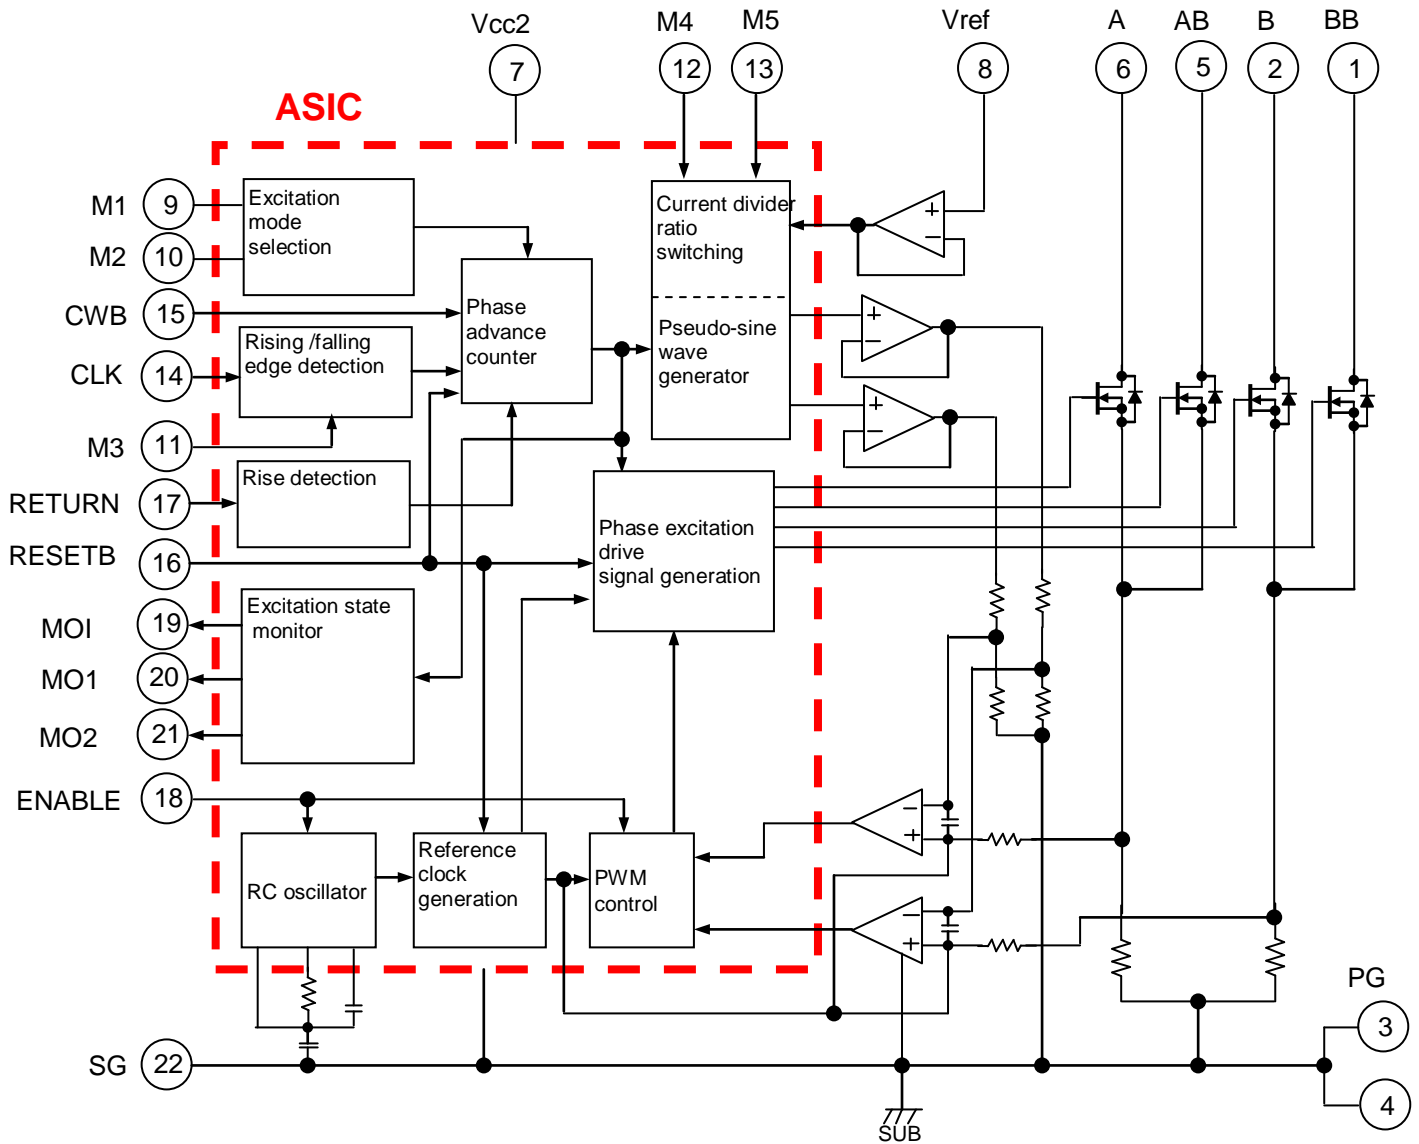 Vcc2
M4
M5
Vref
A
AB
B
BB
7
12
13
8
6
5
2
1
ASIC
M1
9
M2
10
CWB
15
CLK
14
M3
11
RETURN
17
RESETB
16
MOI
19
MO1
20
MO2
21
ENABLE
18
SG
22
Excitation
mode
selection
Rising /falling
edge detection
Rise detection
Excitation state
monitor
Phase
advance
counter
Current divider
ratio
switching
Pseudo-sine
wave
generator
Phase excitation
drive
signal generation
RC oscillator
Reference
clock
generation
PWM
control
+
−
+
−
+
−
−
+
−
+
PG
3
4
SUB